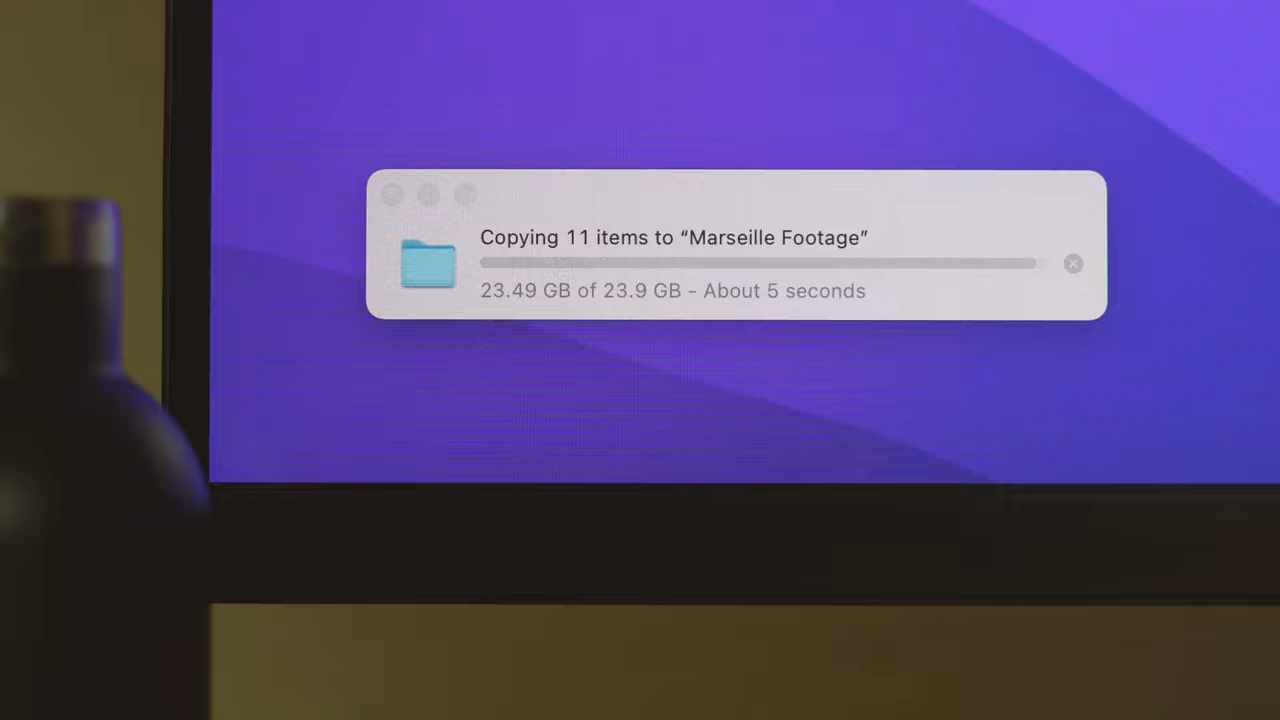 Copying 11 items to “Marseille Footage”
23.49 GB of 23.9 GB - About 5 seconds